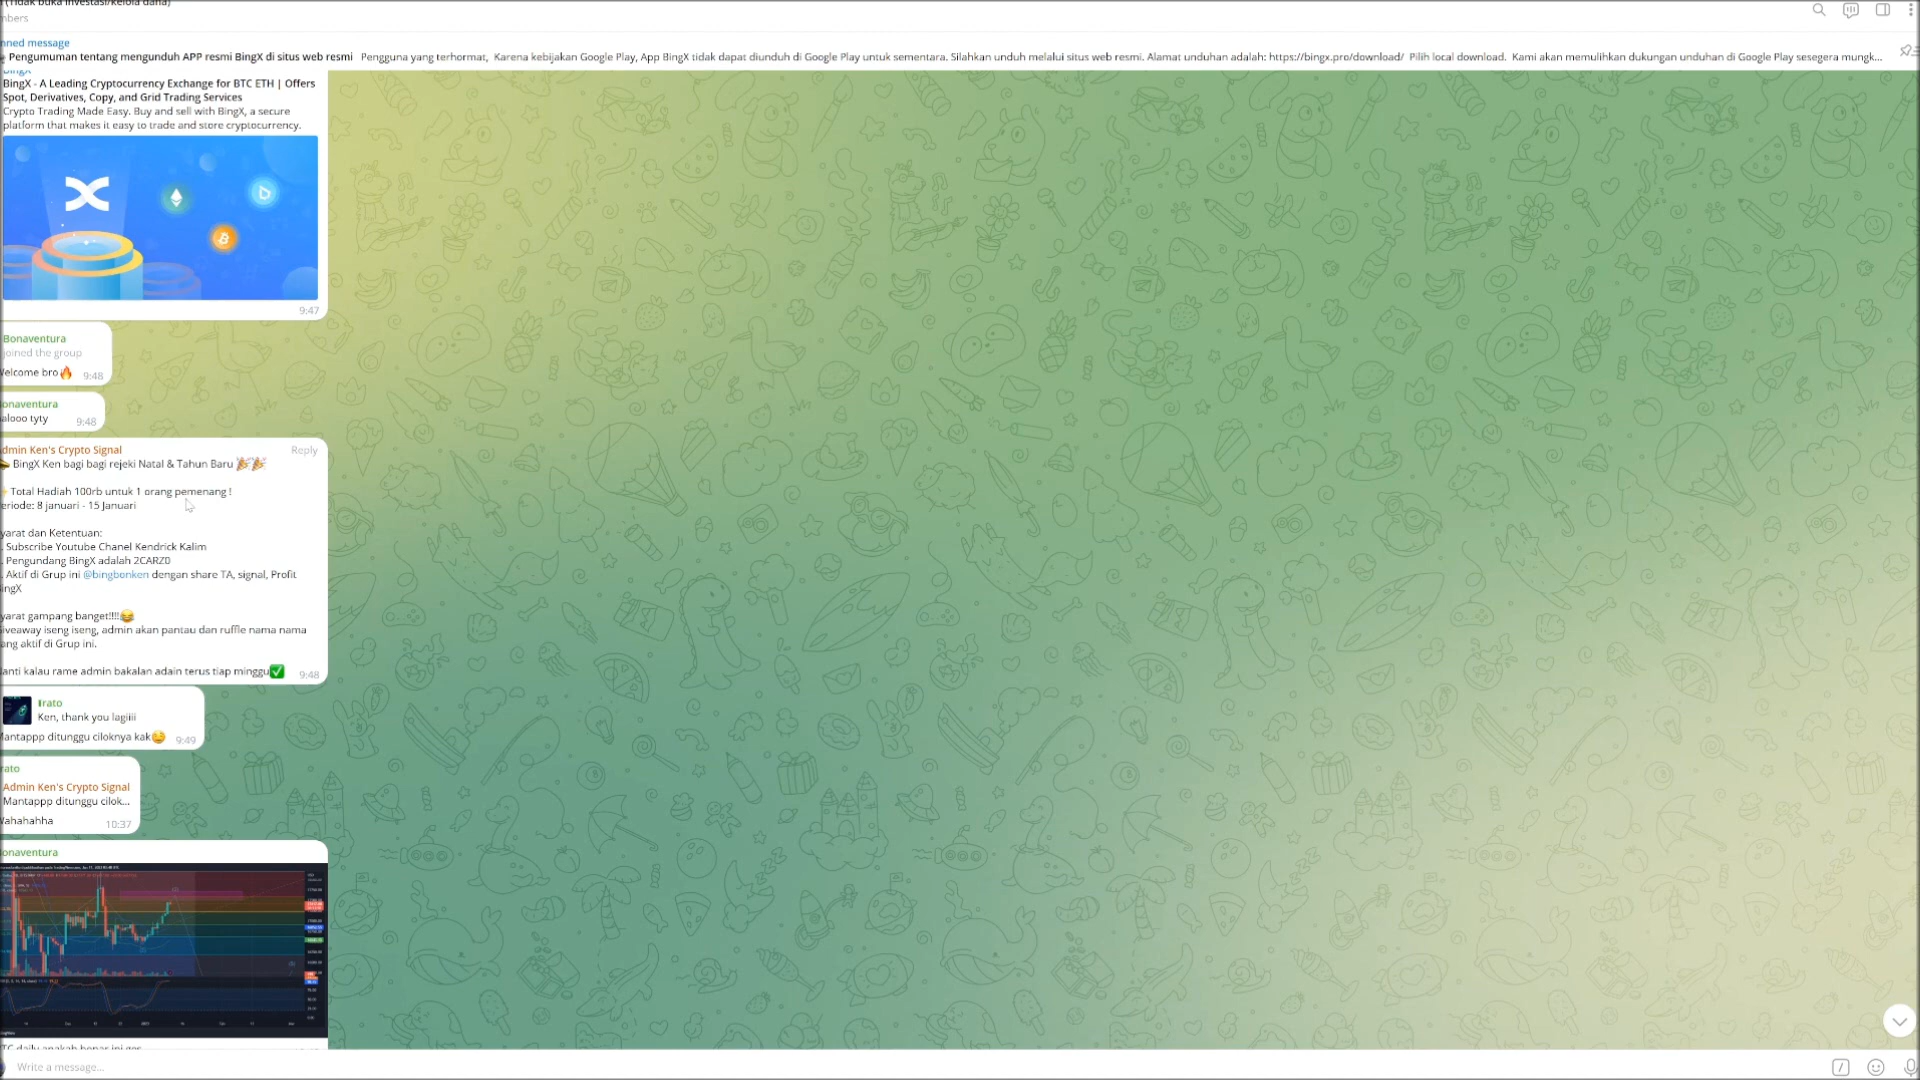 (Tidak buka investasi/kelola dana)
mbers
nned message
Pengumuman tentang mengunduh APP resmi BingX di situs web resmi Pengguna yang terhormat, Karena kebijakan Google Play, App BingX tidak dapat diunduh di Google Play untuk sementara. Silahkan unduh melalui situs web resmi. Alamat unduhan adalah: https://bingx.pro/download/ Pilih local download. Kami akan memulihkan dukungan unduhan di Google Play sesegera mungk...
BingX
BingX - A Leading Cryptocurrency Exchange for BTC ETH | Offers
Spot, Derivatives, Copy, and Grid Trading Services
Crypto Trading Made Easy. Buy and sell with BingX, a secure
platform that makes it easy to trade and store cryptocurrency.
9:47
Bonaventura
joined the group
Velcome bro🔥 9:48
onaventura
alooo tyty 9:48
dmin Ken's Crypto Signal Reply
BingX Ken bagi bagi rejeki Natal & Tahun Baru 🎉🎉
Total Hadiah 100rb untuk 1 orang pemenang !
eriode: 8 januari - 15 Januari
yarat dan Ketentuan:
. Subscribe Youtube Chanel Kendrick Kalim
. Pengundang BingX adalah 2CARZ0
. Aktif di Grup ini @bingbonken dengan share TA, signal, Profit
ingX
yarat gampang banget!!!!😂
iveaway iseng iseng, admin akan pantau dan ruffle nama nama
ang aktif di Grup ini.
anti kalau rame admin bakalan adain terus tiap minggu✅ 9:48
Irato
Ken, thank you lagiiii
Mantappp ditunggu ciloknya kak😆 9:49
rato
Admin Ken's Crypto Signal
Mantappp ditunggu cilok...
Wahahahha 10:37
onaventura
TC daily apakah benar ini ges
Write a message...